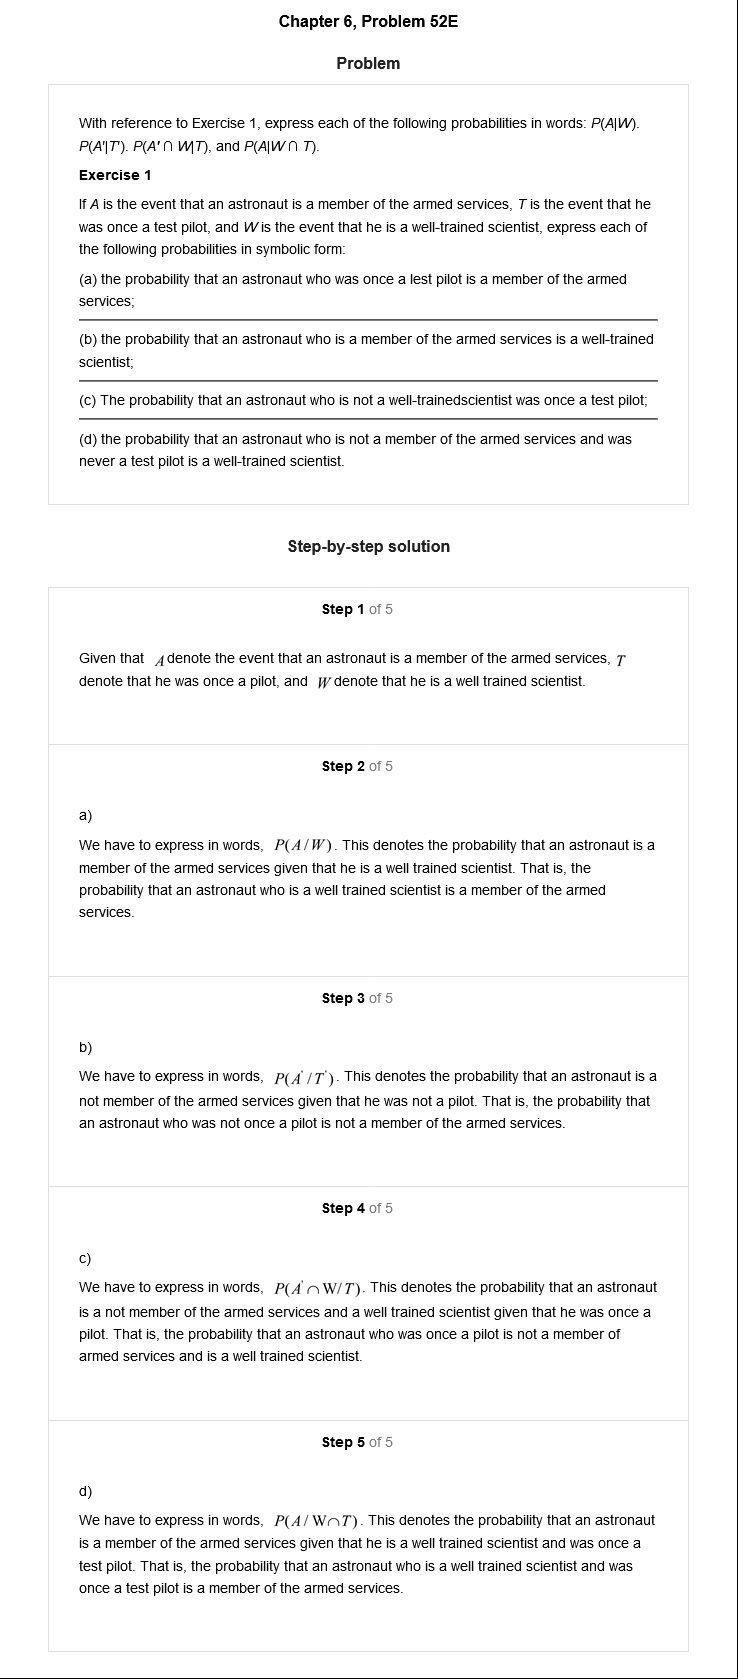 Chapter 6, Problem 52E
Problem
With reference to Exercise 1, express each of the following probabilities in words: P(A|W).
P(A'|T'). P(A' ∩ W|T), and P(A|W ∩ T).
Exercise 1
If A is the event that an astronaut is a member of the armed services, T is the event that he
was once a test pilot, and W is the event that he is a well-trained scientist, express each of
the following probabilities in symbolic form:
(a) the probability that an astronaut who was once a lest pilot is a member of the armed
services;
(b) the probability that an astronaut who is a member of the armed services is a well-trained
scientist;
(c) The probability that an astronaut who is not a well-trainedscientist was once a test pilot;
(d) the probability that an astronaut who is not a member of the armed services and was
never a test pilot is a well-trained scientist.
Step-by-step solution
Step 1 of 5
Given that A denote the event that an astronaut is a member of the armed services, T
denote that he was once a pilot, and W denote that he is a well trained scientist.
Step 2 of 5
a)
We have to express in words, P(A/W). This denotes the probability that an astronaut is a
member of the armed services given that he is a well trained scientist. That is, the
probability that an astronaut who is a well trained scientist is a member of the armed
services.
Step 3 of 5
b)
We have to express in words, P(A'/T'). This denotes the probability that an astronaut is a
not member of the armed services given that he was not a pilot. That is, the probability that
an astronaut who was not once a pilot is not a member of the armed services.
Step 4 of 5
c)
We have to express in words, P(A'∩W/T). This denotes the probability that an astronaut
is a not member of the armed services and a well trained scientist given that he was once a
pilot. That is, the probability that an astronaut who was once a pilot is not a member of
armed services and is a well trained scientist.
Step 5 of 5
d)
We have to express in words, P(A/W∩T). This denotes the probability that an astronaut
is a member of the armed services given that he is a well trained scientist and was once a
test pilot. That is, the probability that an astronaut who is a well trained scientist and was
once a test pilot is a member of the armed services.